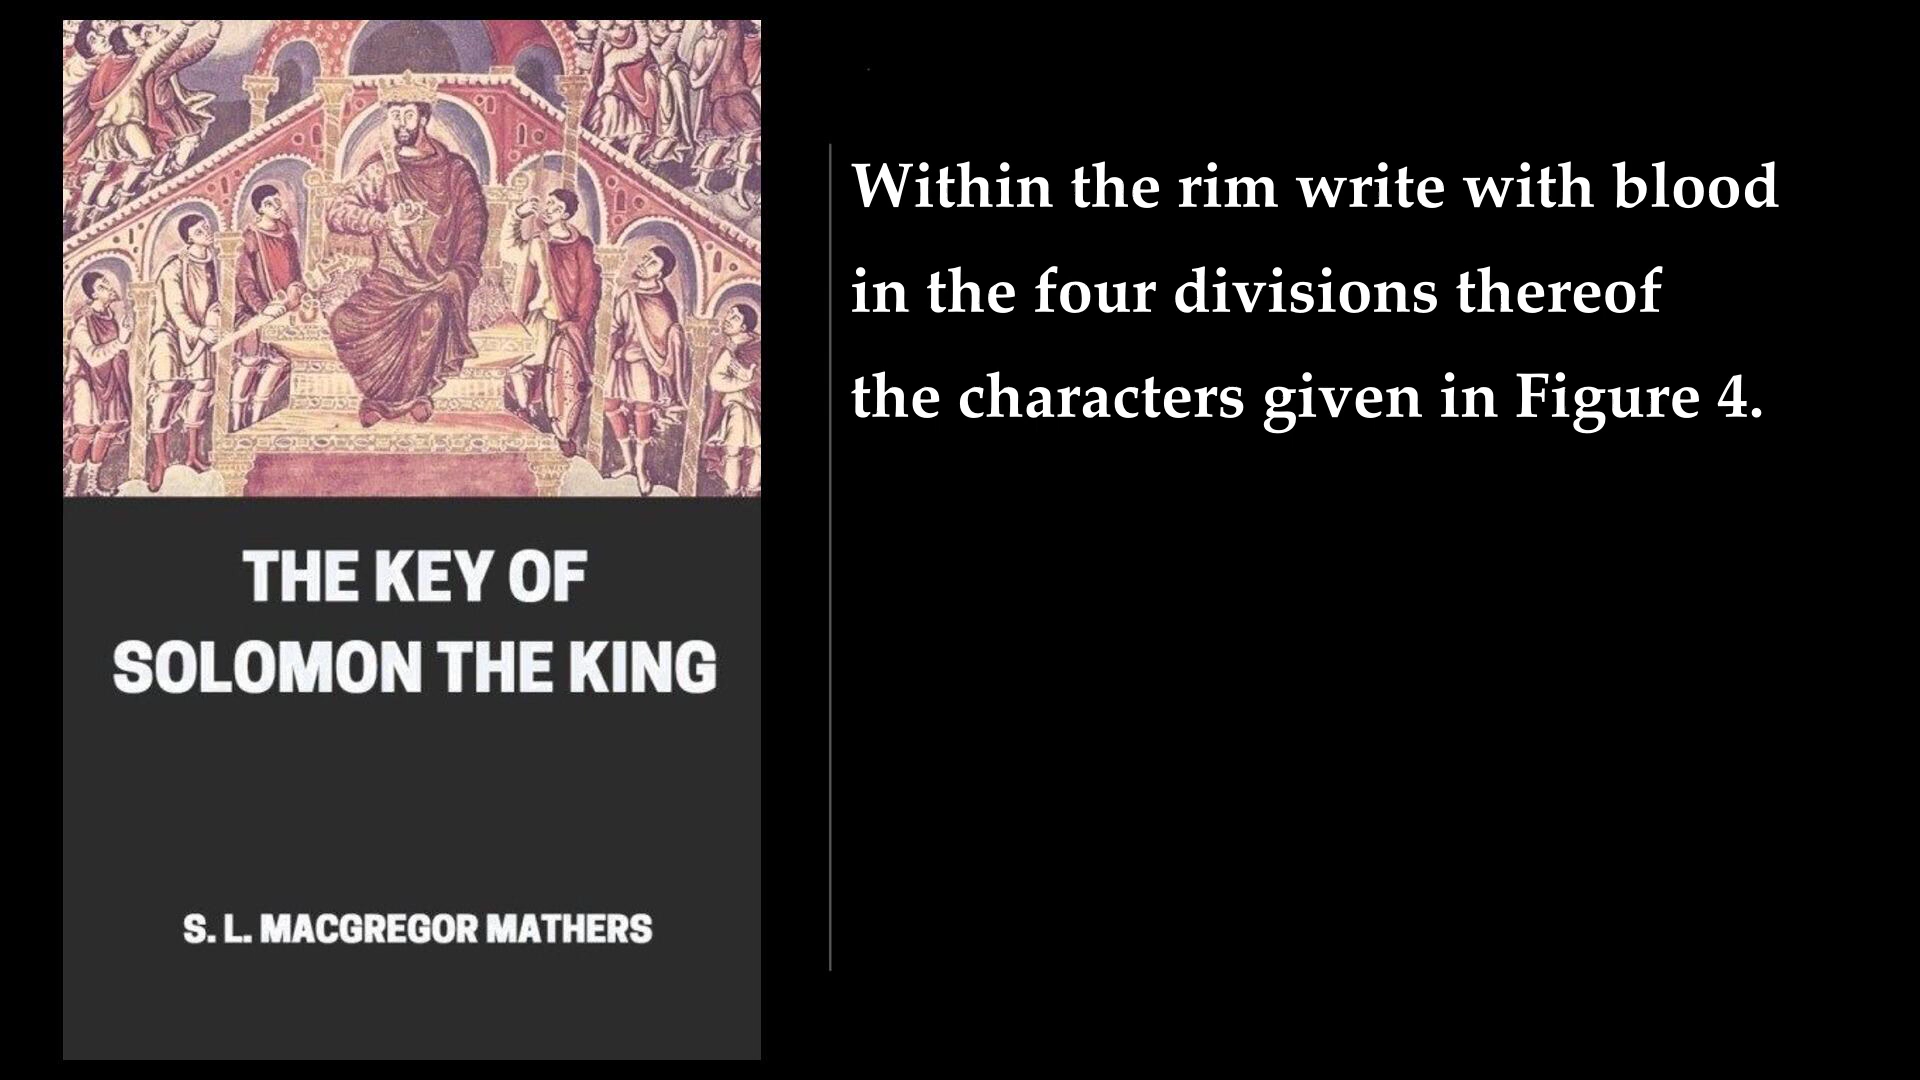 THE KEY OF
SOLOMON THE KING
S. L. MACGREGOR MATHERS
Within the rim write with blood
in the four divisions thereof
the characters given in Figure 4.